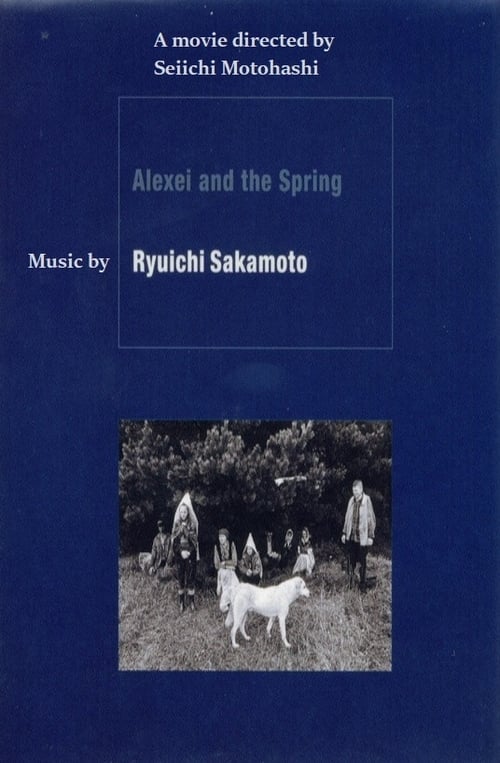 A movie directed by
Seiichi Motohashi
Alexei and the Spring
Music by Ryuichi Sakamoto